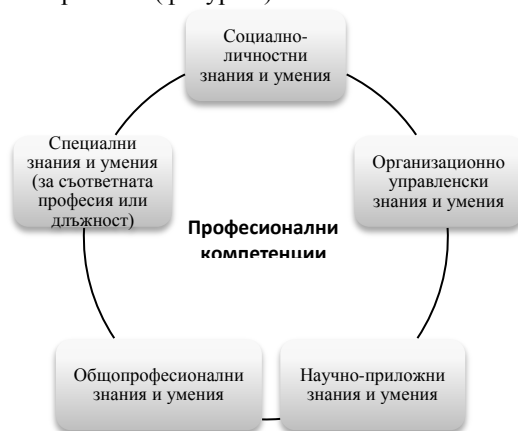 Социално-
личностни
знания и умения
Специални
знания и умения
(за съответната
професия или
длъжност)
Организационно
управленски
знания и умения
Професионални
компетенции
Общопрофесионални
знания и умения
Научно-приложни
знания и умения